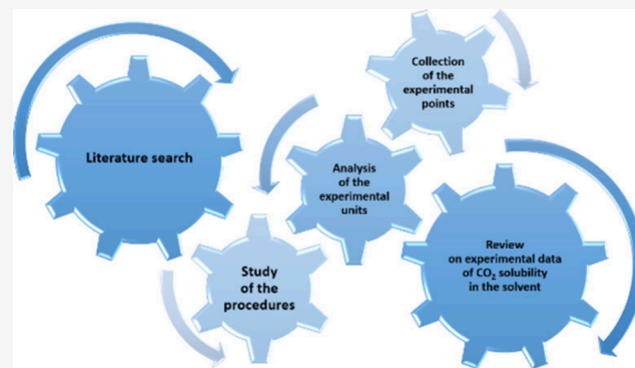 Literature search
Study
of the
procedures
Analysis
of the
experimental
units
Collection
of the
experimental
points
Review
on experimental data
of CO₂ solubility
in the solvent